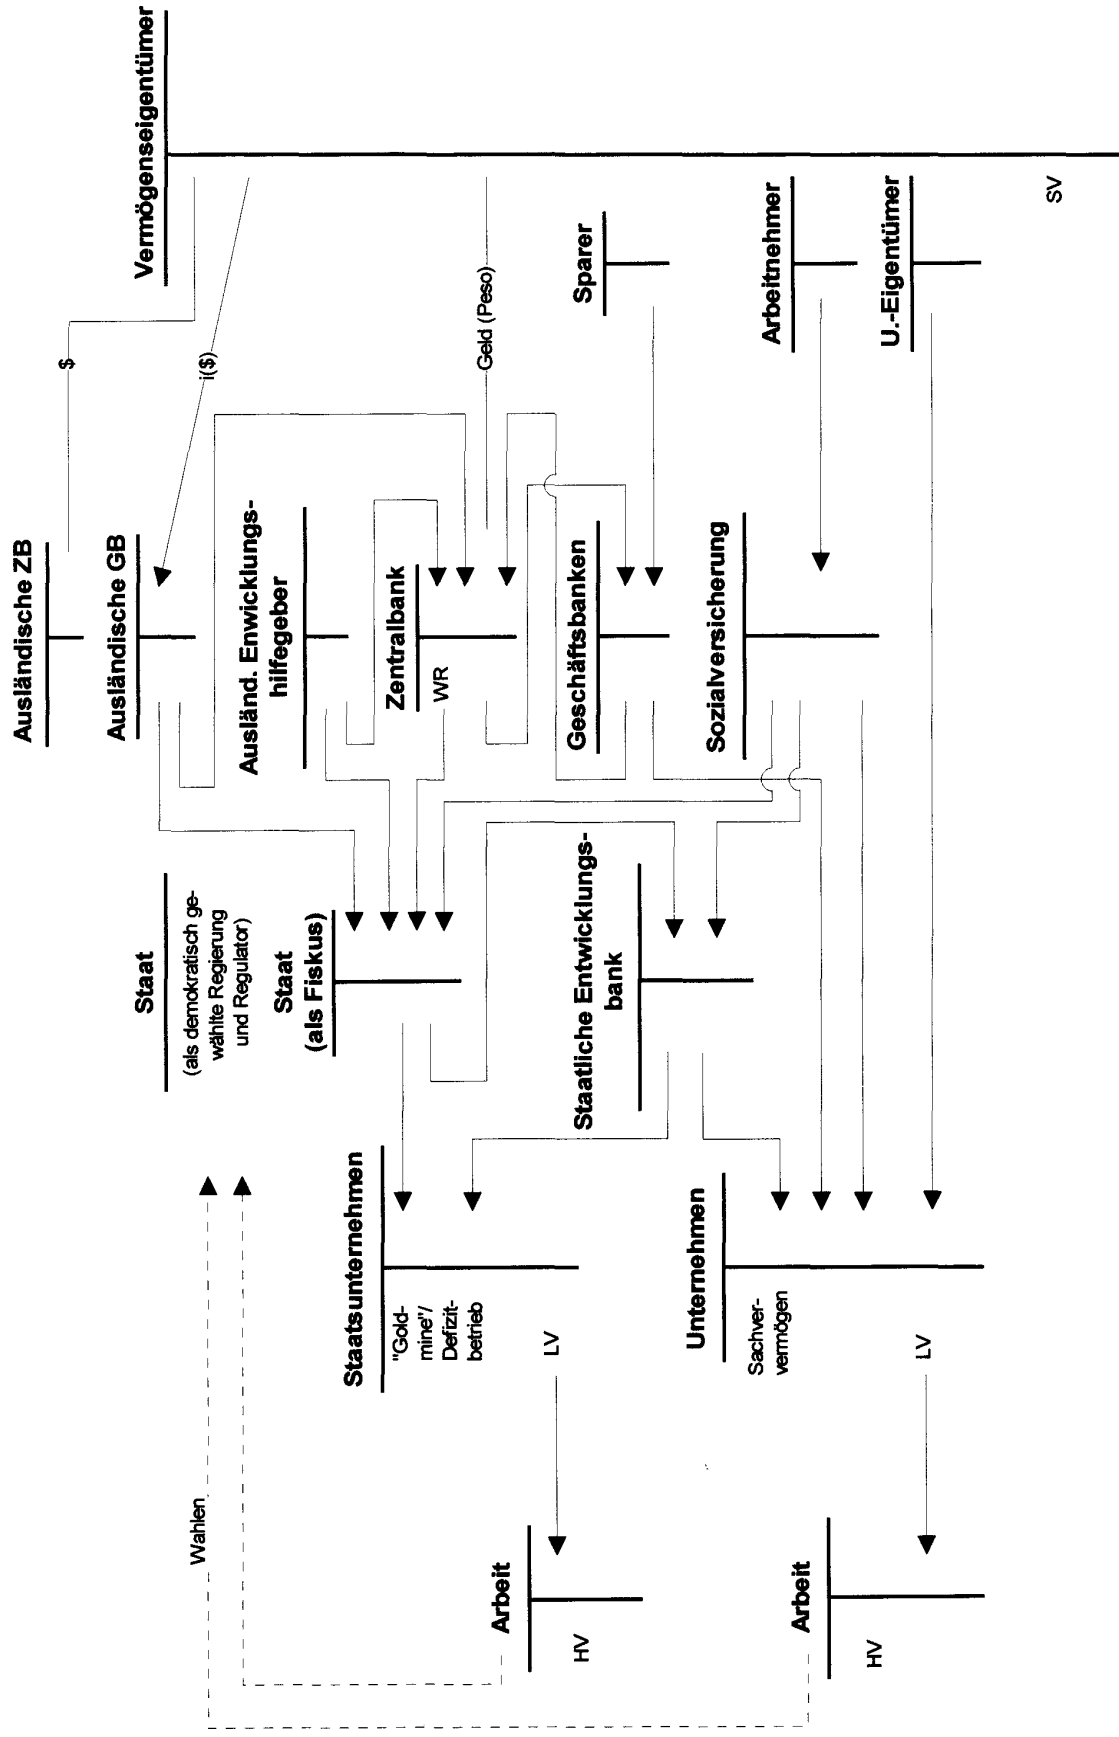 Wahlen
Arbeit
HV
Arbeit
HV
Staatsunternehmen
"Gold-
mine"/
Defizit-
betrieb
LV
Unternehmen
Sachver-
vermögen
LV
Staat
(als demokratisch ge-
wählte Regierung
und Regulator)
Staat
(als Fiskus)
Staatliche Entwicklungs-
bank
Ausländische ZB
Ausländische GB
Ausländ. Enwicklungs-
hilfegeber
Zentralbank
WR
Geschäftsbanken
Sozialversicherung
$
i($)
Geld (Peso)
Vermögenseigentümer
Sparer
Arbeitnehmer
U.-Eigentümer
SV